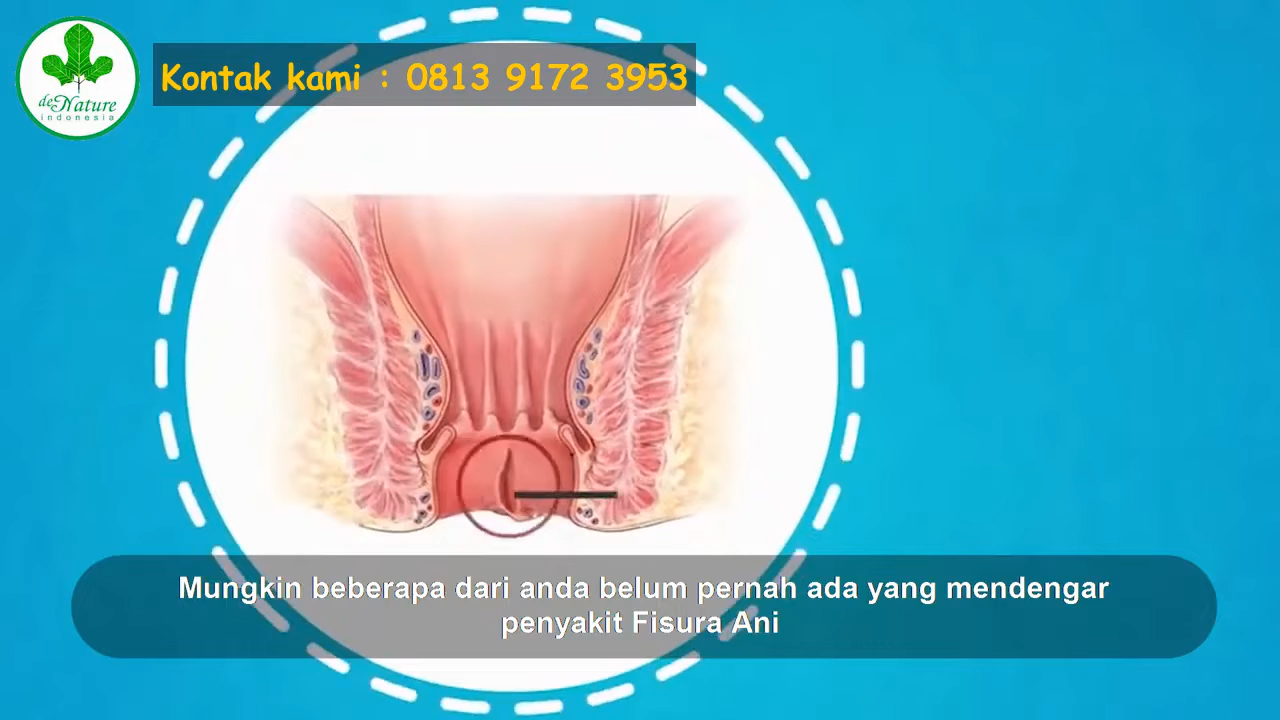 deNature
indonesia
Kontak kami : 0813 9172 3953
Mungkin beberapa dari anda belum pernah ada yang mendengar
penyakit Fisura Ani